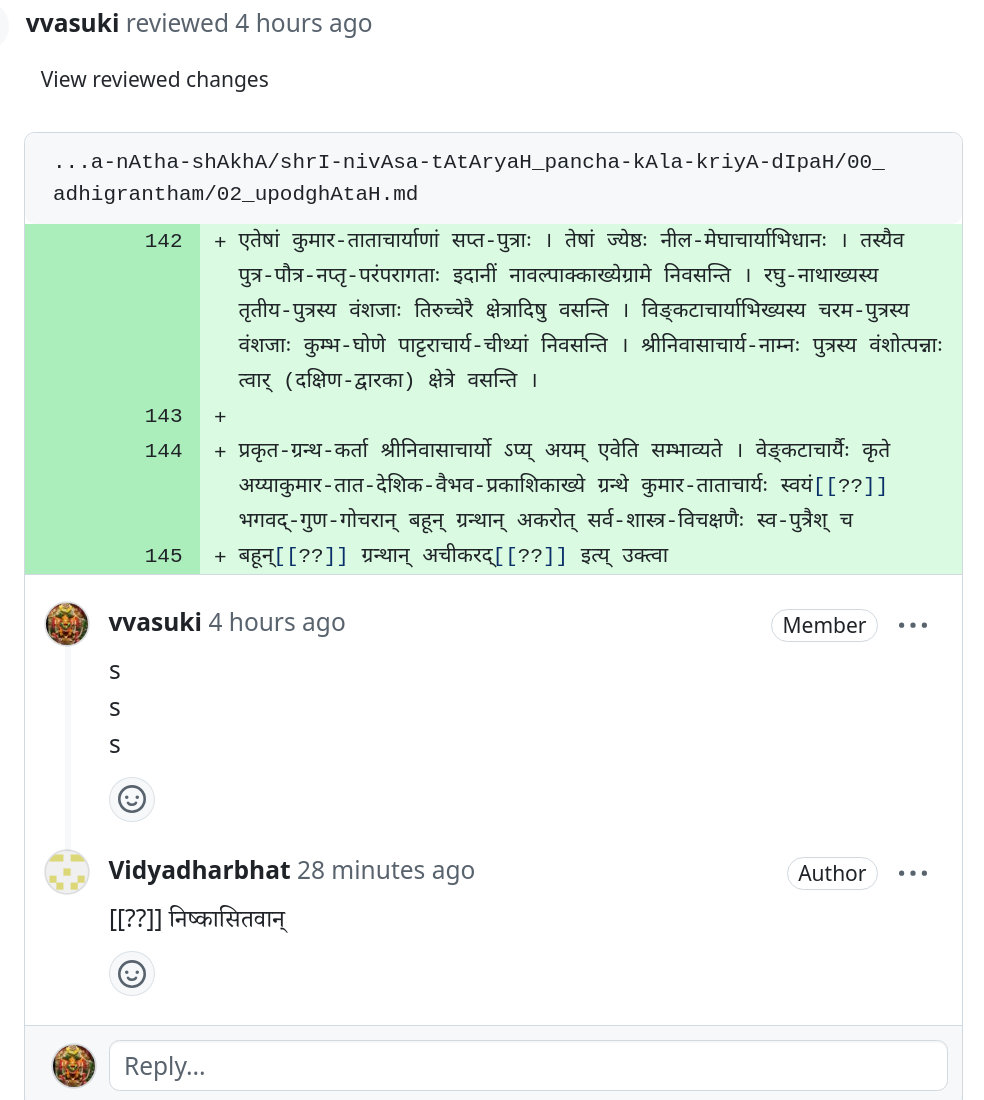 vvasuki reviewed 4 hours ago
View reviewed changes
...a-nAtha-shAkhA/shrI-nivAsa-tAtAryaH_pancha-kAla-kriyA-dIpaH/00_
adhigrantham/02_upodghAtaH.md
142 + एतेषां कुमार-ताताचार्याणां सप्त-पुत्राः । तेषां ज्येष्ठः नील-मेघाचार्याभिधानः । तस्यैव
पुत्र-पौत्र-नप्तृ-परंपरागताः इदानीं नावल्पाक्काख्येग्रामे निवसन्ति । रघु-नाथाख्यस्य
तृतीय-पुत्रस्य वंशजाः तिरुच्चेरै क्षेत्रादिषु वसन्ति । विङ्कटाचार्याभिख्यस्य चरम-पुत्रस्य
वंशजाः कुम्भ-घोणे पाट्टराचार्य-चीथ्यां निवसन्ति । श्रीनिवासाचार्य-नाम्नः पुत्रस्य वंशोत्पन्नाः
त्वार् (दक्षिण-द्वारका) क्षेत्रे वसन्ति ।
143 +
144 + प्रकृत-ग्रन्थ-कर्ता श्रीनिवासाचार्यो ऽप्य् अयम् एवेति सम्भाव्यते । वेङ्कटाचार्यैः कृते
अय्याकुमार-तात-देशिक-वैभव-प्रकाशिकाख्ये ग्रन्थे कुमार-ताताचार्यः स्वयं[[??]]
भगवद्-गुण-गोचरान् बहून् ग्रन्थान् अकरोत् सर्व-शास्त्र-विचक्षणैः स्व-पुत्रैश् च
145 + बहून्[[??]] ग्रन्थान् अचीकरद्[[??]] इत्य् उक्त्वा
vvasuki 4 hours ago Member
s
s
s
Vidyadharbhat 28 minutes ago Author
[[??]] निष्कासितवान्
Reply...